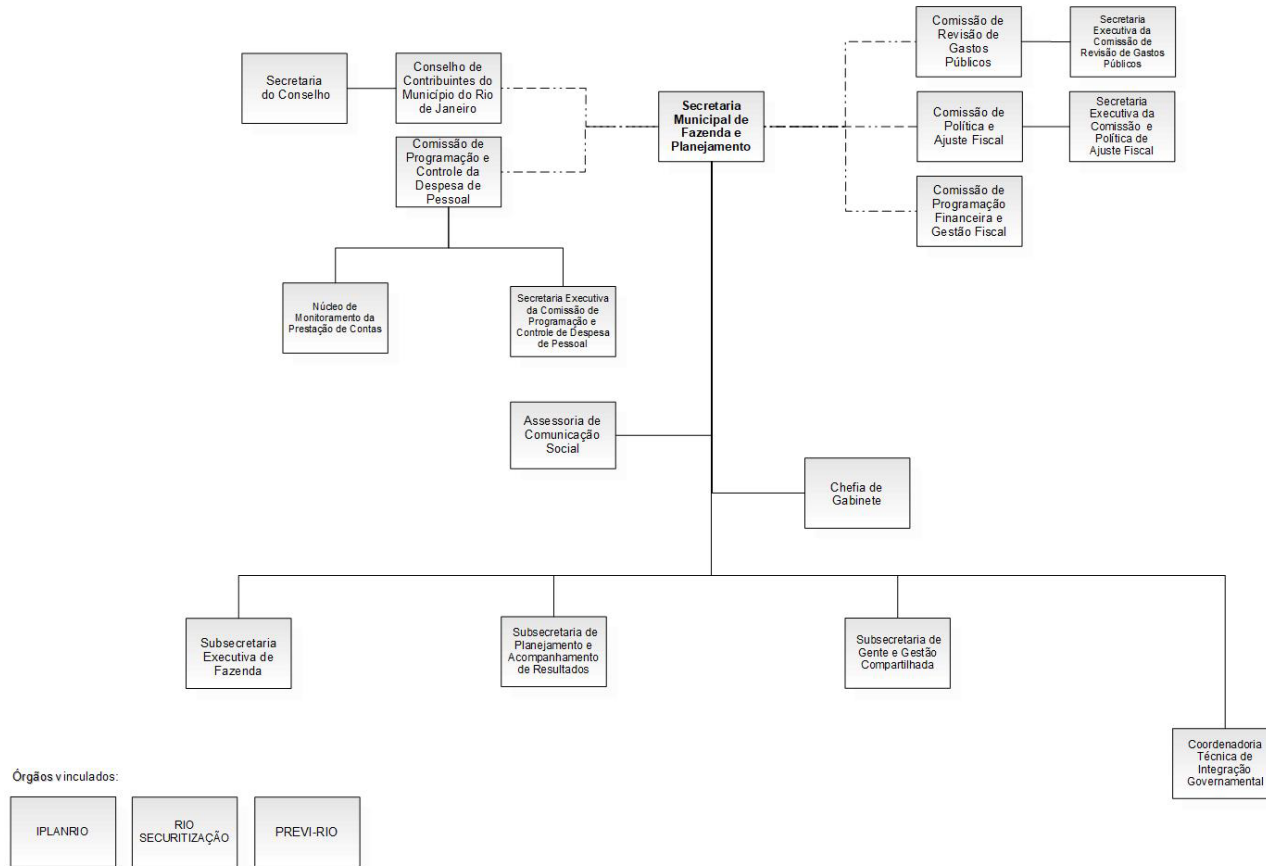 Secretaria
do Conselho
Conselho de
Contribuintes do
Município do Rio
de Janeiro
Comissão de
Programação e
Controle da
Despesa de
Pessoal
Secretaria
Municipal de
Fazenda e
Planejamento
Comissão de
Revisão de
Gastos
Públicos
Secretaria
Executiva da
Comissão de
Revisão de Gastos
Públicos
Comissão de
Política e
Ajuste Fiscal
Secretaria
Executiva da
Comissão e
Política de
Ajuste Fiscal
Comissão de
Programação
Financeira e
Gestão Fiscal
Núcleo de
Monitoramento da
Prestação de Contas
Secretaria Executiva
da Comissão de
Programação e
Controle de Despesa
de Pessoal
Assessoria de
Comunicação
Social
Chefia de
Gabinete
Subsecretaria
Executiva de
Fazenda
Subsecretaria de
Planejamento e
Acompanhamento
de Resultados
Subsecretaria de
Gente e Gestão
Compartilhada
Coordenadoria
Técnica de
Integração
Governamental
Órgãos vinculados:
IPLANRIO
RIO
SECURITIZAÇÃO
PREVI-RIO